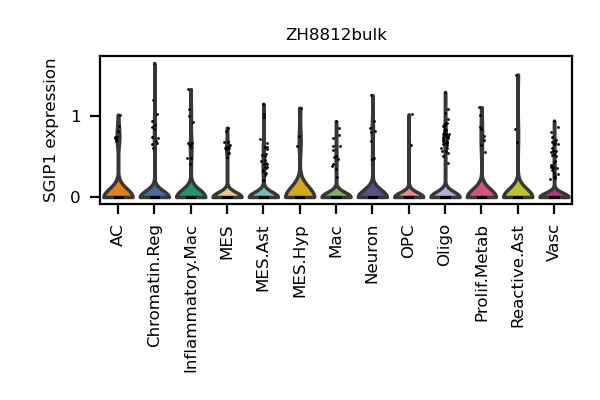 ZH8812bulk
SGIP1 expression
1
0
AC
Chromatin.Reg
Inflammatory.Mac
MES
MES.Ast
MES.Hyp
Mac
Neuron
OPC
Oligo
Prolif.Metab
Reactive.Ast
Vasc